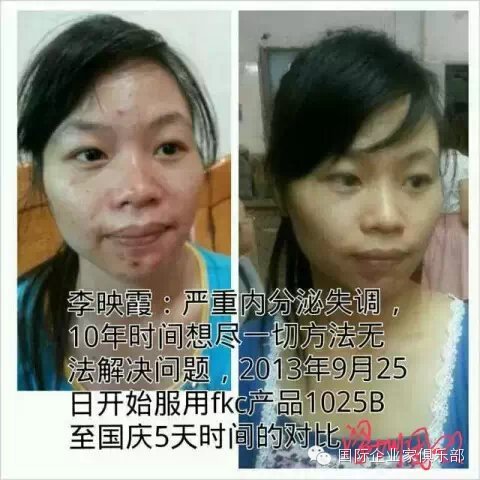 李映霞：严重内分泌失调，
10年时间想尽一切方法无
法解决问题，2013年9月25
日开始服用fkc产品1025B
至国庆5天时间的对比
国际企业家俱乐部